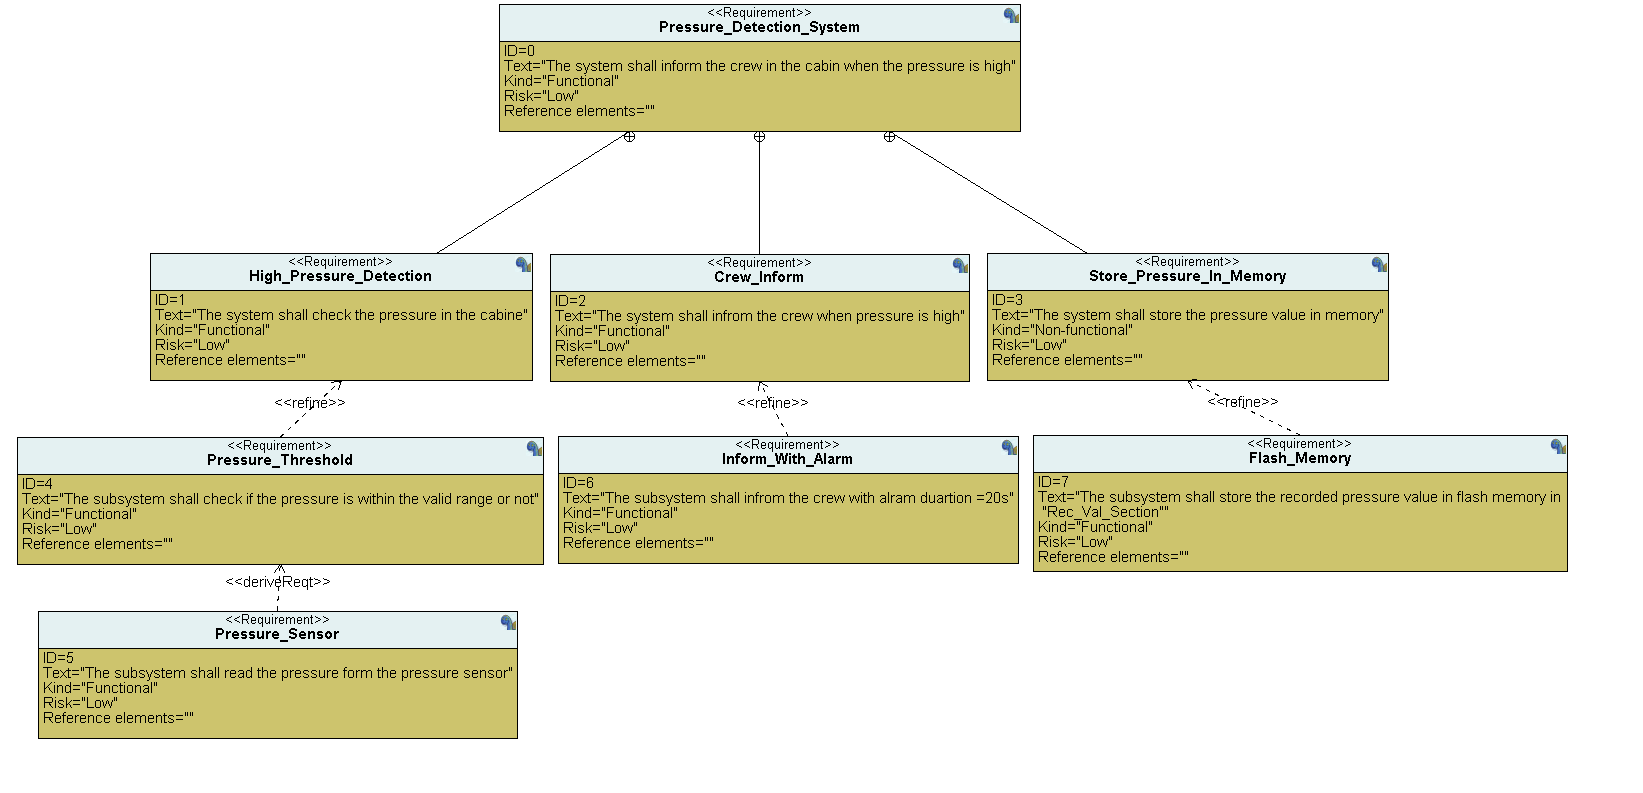 <<Requirement>>
Pressure_Detection_System
ID=0
Text="The system shall inform the crew in the cabin when the pressure is high"
Kind="Functional"
Risk="Low"
Reference elements=""
<<Requirement>>
High_Pressure_Detection
ID=1
Text="The system shall check the pressure in the cabine"
Kind="Functional"
Risk="Low"
Reference elements=""
<<Requirement>>
Crew_Inform
ID=2
Text="The system shall infrom the crew when pressure is high"
Kind="Functional"
Risk="Low"
Reference elements=""
<<Requirement>>
Store_Pressure_In_Memory
ID=3
Text="The system shall store the pressure value in memory"
Kind="Non-functional"
Risk="Low"
Reference elements=""
<<refine>>
<<refine>>
<<refine>>
<<Requirement>>
Pressure_Threshold
ID=4
Text="The subsystem shall check if the pressure is within the valid range or not"
Kind="Functional"
Risk="Low"
Reference elements=""
<<Requirement>>
Inform_With_Alarm
ID=6
Text="The subsystem shall infrom the crew with alram duartion =20s"
Kind="Functional"
Risk="Low"
Reference elements=""
<<Requirement>>
Flash_Memory
ID=7
Text="The subsystem shall store the recorded pressure value in flash memory in
"Rec_Val_Section""
Kind="Functional"
Risk="Low"
Reference elements=""
<<deriveReqt>>
<<Requirement>>
Pressure_Sensor
ID=5
Text="The subsystem shall read the pressure form the pressure sensor"
Kind="Functional"
Risk="Low"
Reference elements=""